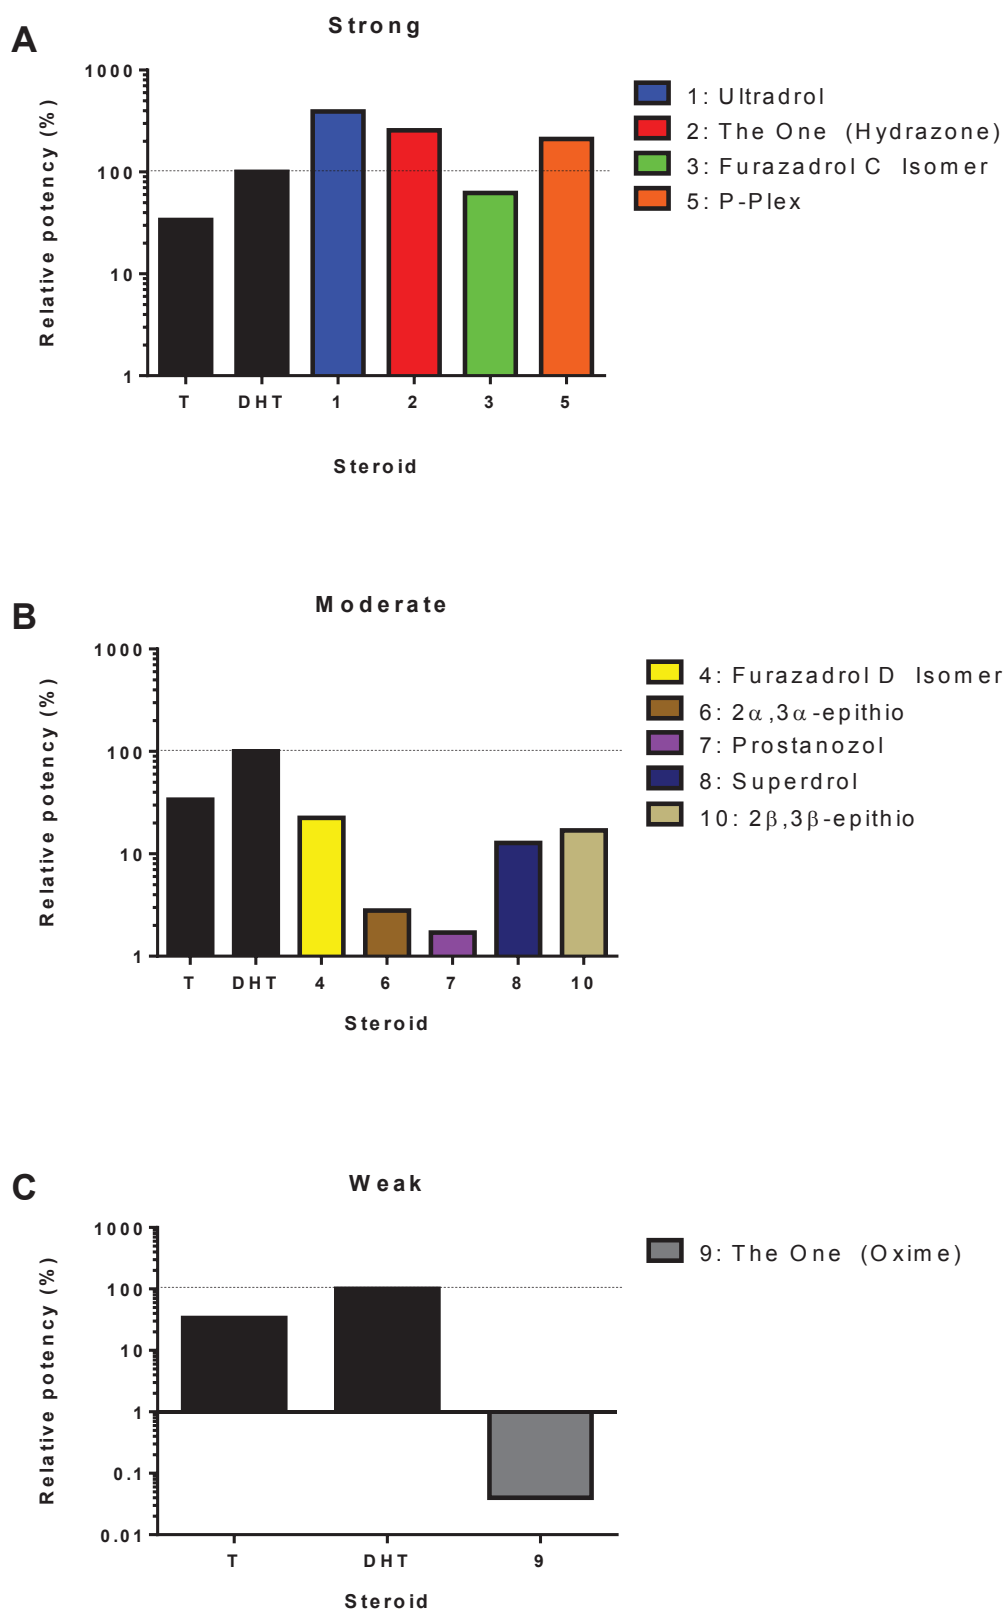 A
Strong
Relative potency (%)
1000
100
10
1
T DHT 1 2 3 5
Steroid
1: Ultradrol
2: The One (Hydrazone)
3: Furazadrol C Isomer
5: P-Plex
B
Moderate
Relative potency (%)
1000
100
10
1
T DHT 4 6 7 8 10
Steroid
4: Furazadrol D Isomer
6: 2α,3α-epithio
7: Prostanozol
8: Superdrol
10: 2β,3β-epithio
C
Weak
Relative potency (%)
1000
100
10
1
0.1
0.01
T DHT 9
Steroid
9: The One (Oxime)